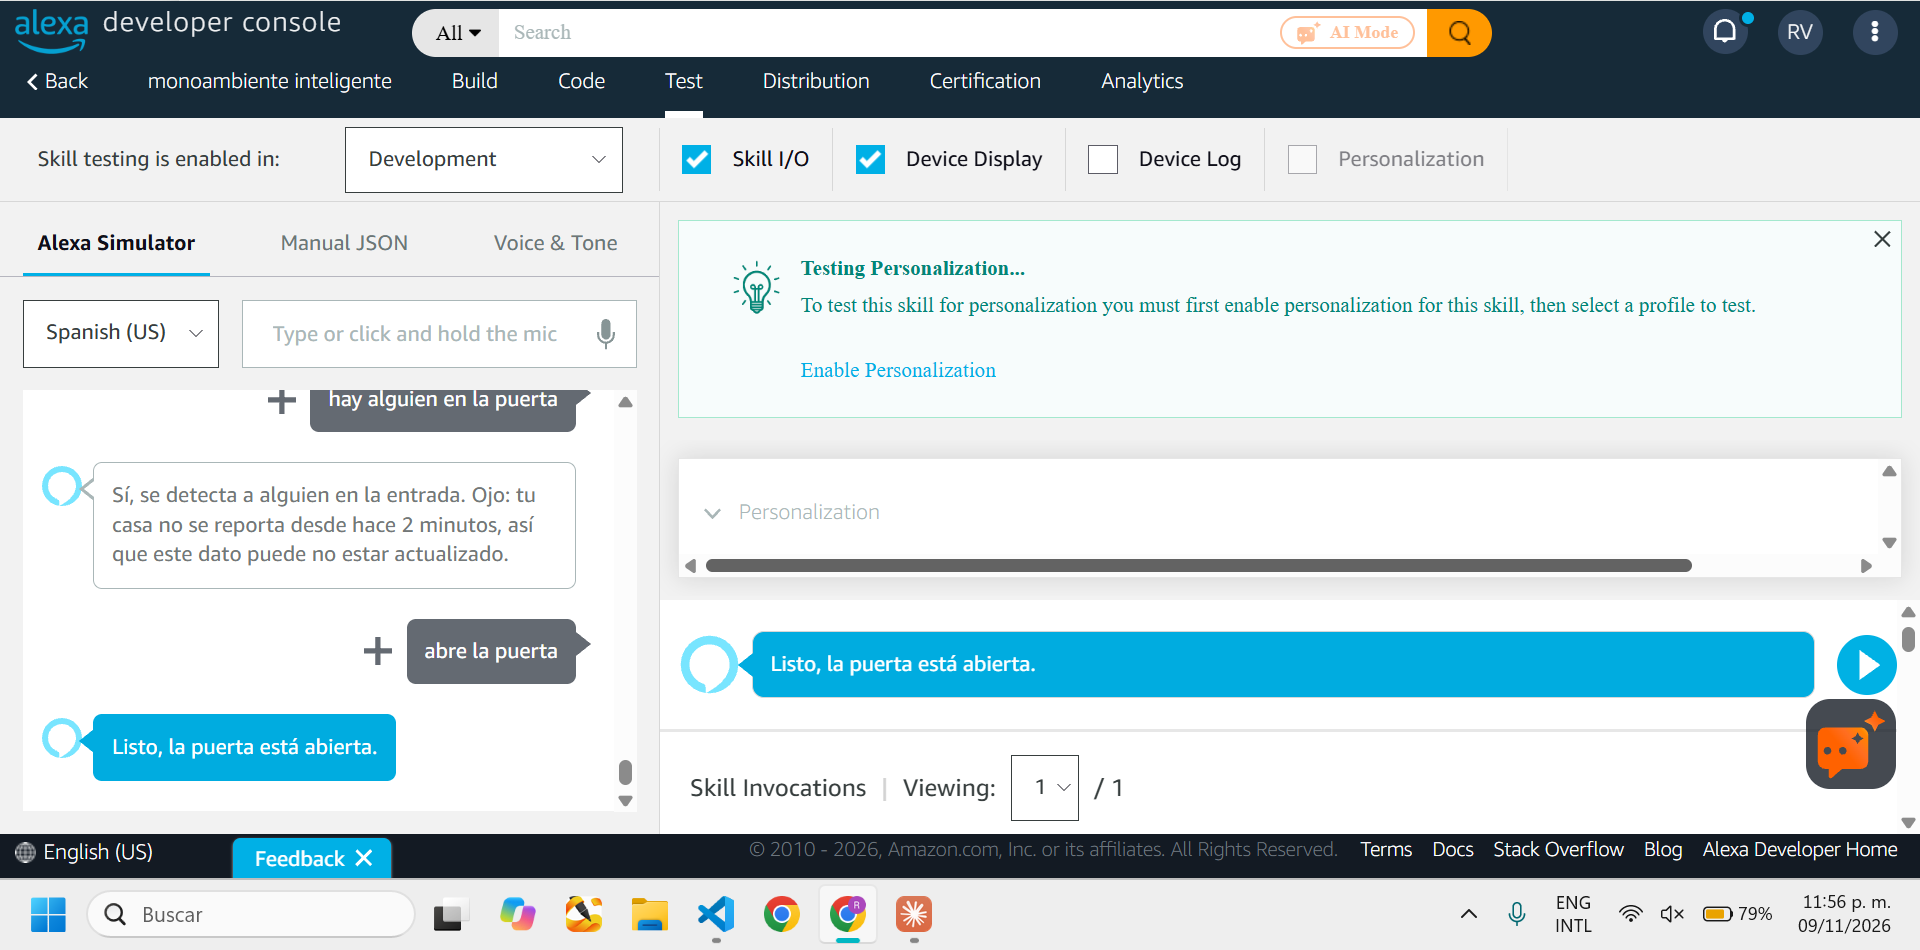 alexa developer console
All
Search
AI Mode
RV
Back
monoambiente inteligente
Build
Code
Test
Distribution
Certification
Analytics
Skill testing is enabled in:
Development
Skill I/O
Device Display
Device Log
Personalization
Alexa Simulator
Manual JSON
Voice & Tone
Spanish (US)
Type or click and hold the mic
hay alguien en la puerta
Sí, se detecta a alguien en la entrada. Ojo: tu
casa no se reporta desde hace 2 minutos, así
que este dato puede no estar actualizado.
abre la puerta
Listo, la puerta está abierta.
Testing Personalization...
To test this skill for personalization you must first enable personalization for this skill, then select a profile to test.
Enable Personalization
Personalization
Listo, la puerta está abierta.
Skill Invocations | Viewing: 1 / 1
English (US)
Feedback
© 2010 - 2026, Amazon.com, Inc. or its affiliates. All Rights Reserved.
Terms
Docs
Stack Overflow
Blog
Alexa Developer Home
Buscar
R
ENG
INTL
79%
11:56 p. m.
09/11/2026